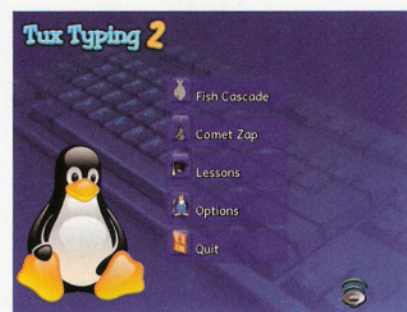 Tux Typing 2
Fish Cascade
Comet Zap
Lessons
Options
Quit